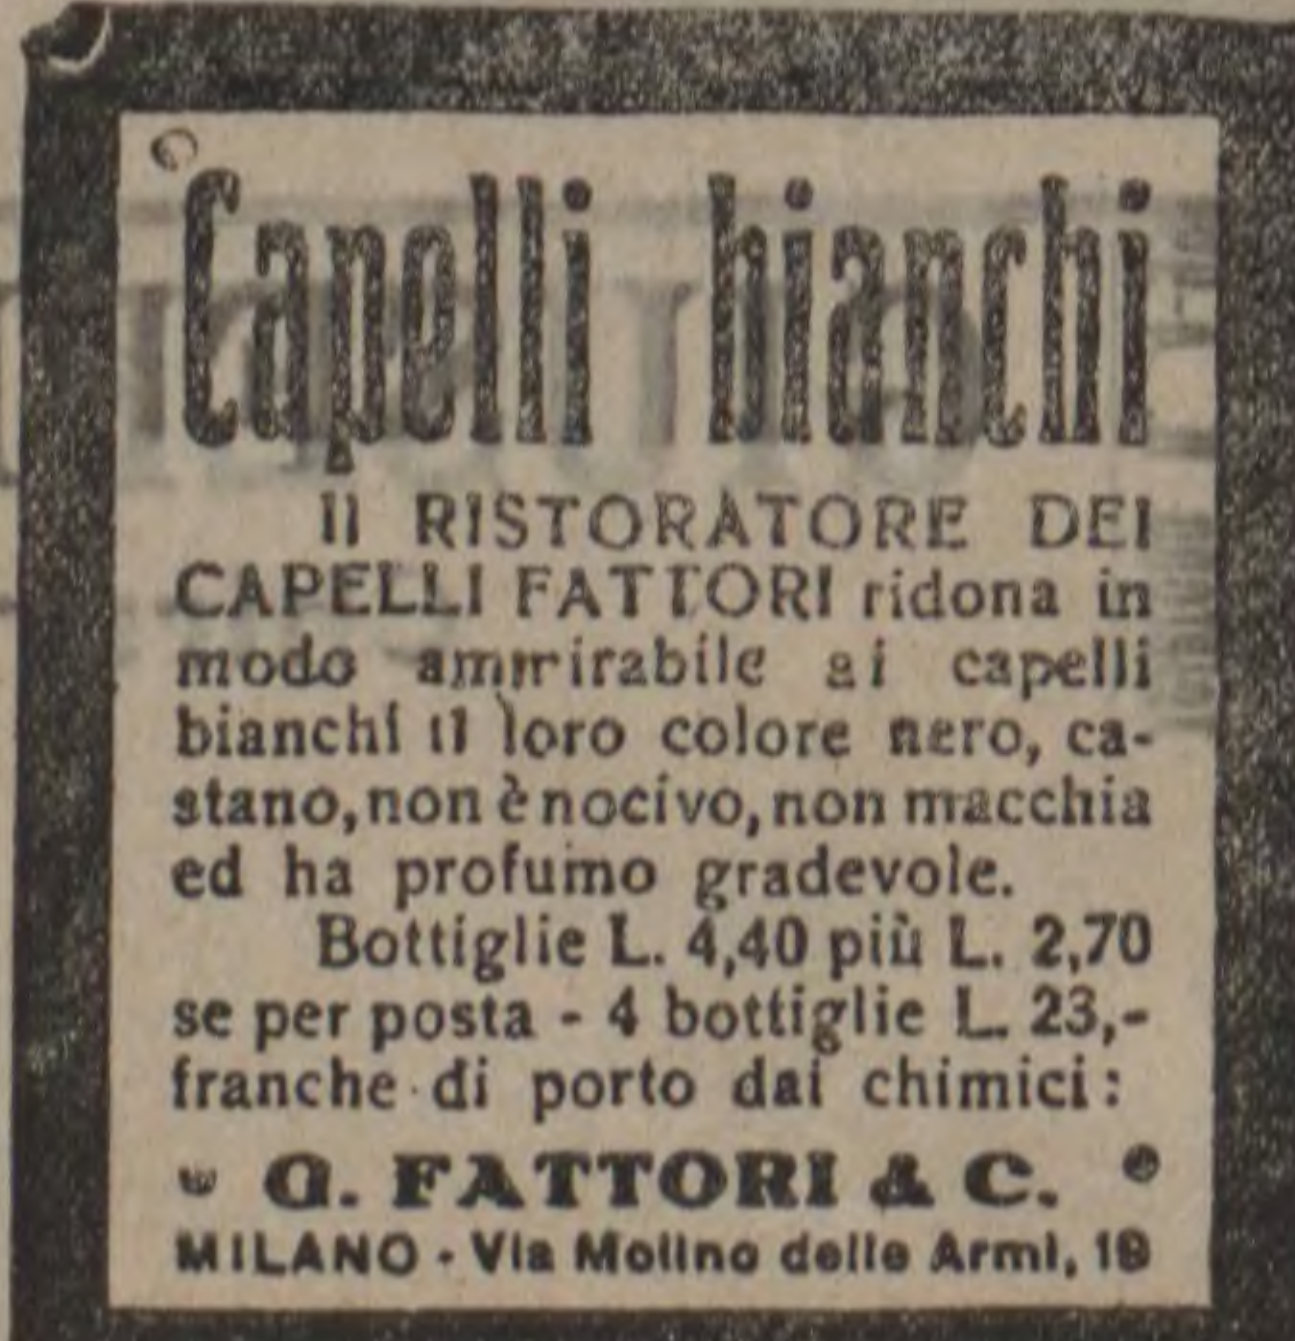 Capelli bianchi
Il RISTORATORE DEI
CAPELLI FATTORI ridona in
modo ammirabile ai capelli
bianchi il loro colore nero, ca-
stano, non è nocivo, non macchia
ed ha profumo gradevole.
Bottiglie L. 4,40 più L. 2,70
se per posta - 4 bottiglie L. 23,-
franche di porto dai chimici:
G. FATTORI & C.
MILANO - Via Molino delle Armi, 19